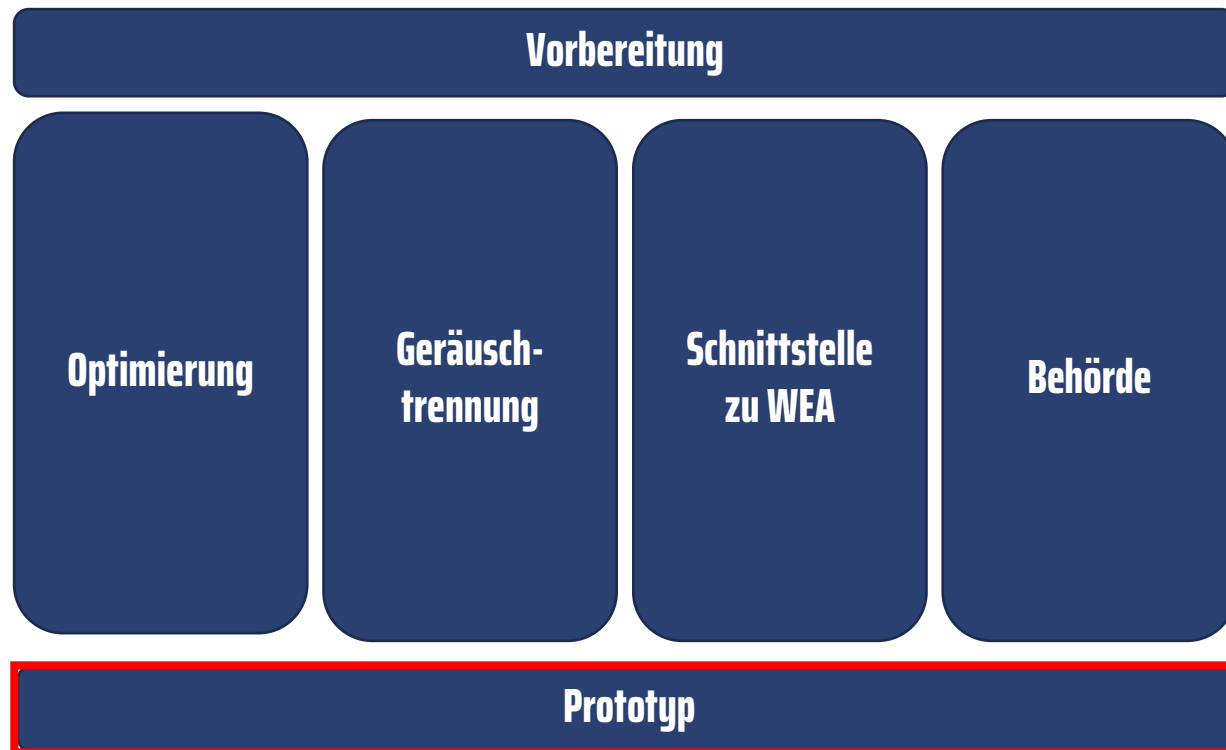 Vorbereitung
Optimierung
Geräusch-
trennung
Schnittstelle
zu WEA
Behörde
Prototyp